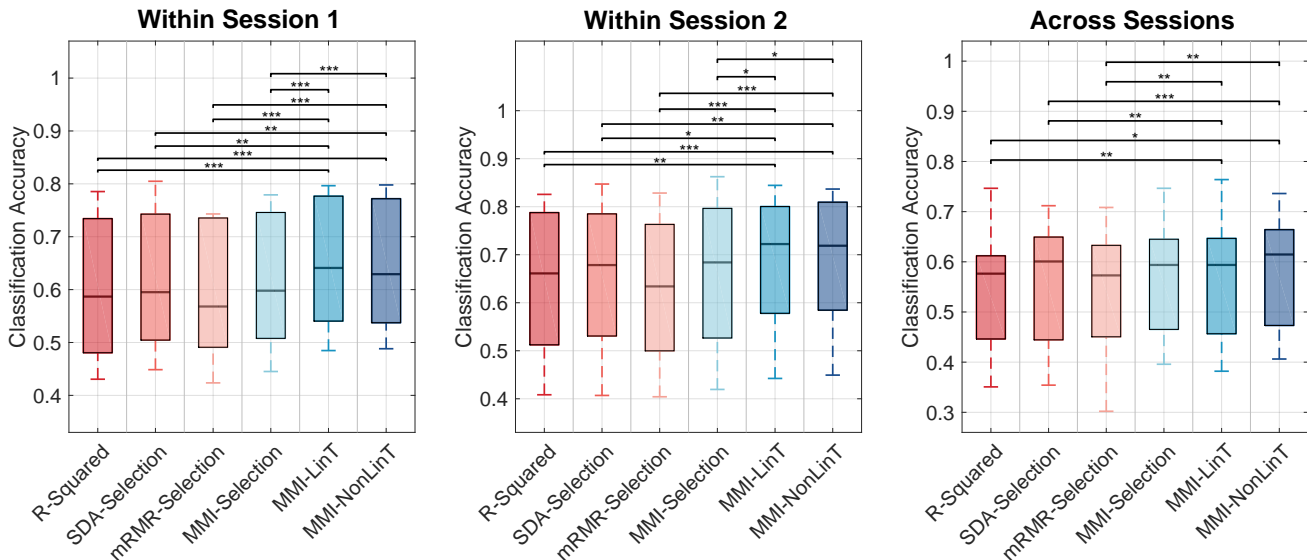 Within Session 1
Classification Accuracy
1
0.9
0.8
0.7
0.6
0.5
0.4
***
***
***
***
**
**
***
***
R-Squared
SDA-Selection
mRMR-Selection
MMI-Selection
MMI-LinT
MMI-NonLinT
Within Session 2
Classification Accuracy
1
0.9
0.8
0.7
0.6
0.5
0.4
*
*
***
***
**
*
***
**
R-Squared
SDA-Selection
mRMR-Selection
MMI-Selection
MMI-LinT
MMI-NonLinT
Across Sessions
Classification Accuracy
1
0.9
0.8
0.7
0.6
0.5
0.4
0.3
**
**
***
**
*
**
R-Squared
SDA-Selection
mRMR-Selection
MMI-Selection
MMI-LinT
MMI-NonLinT